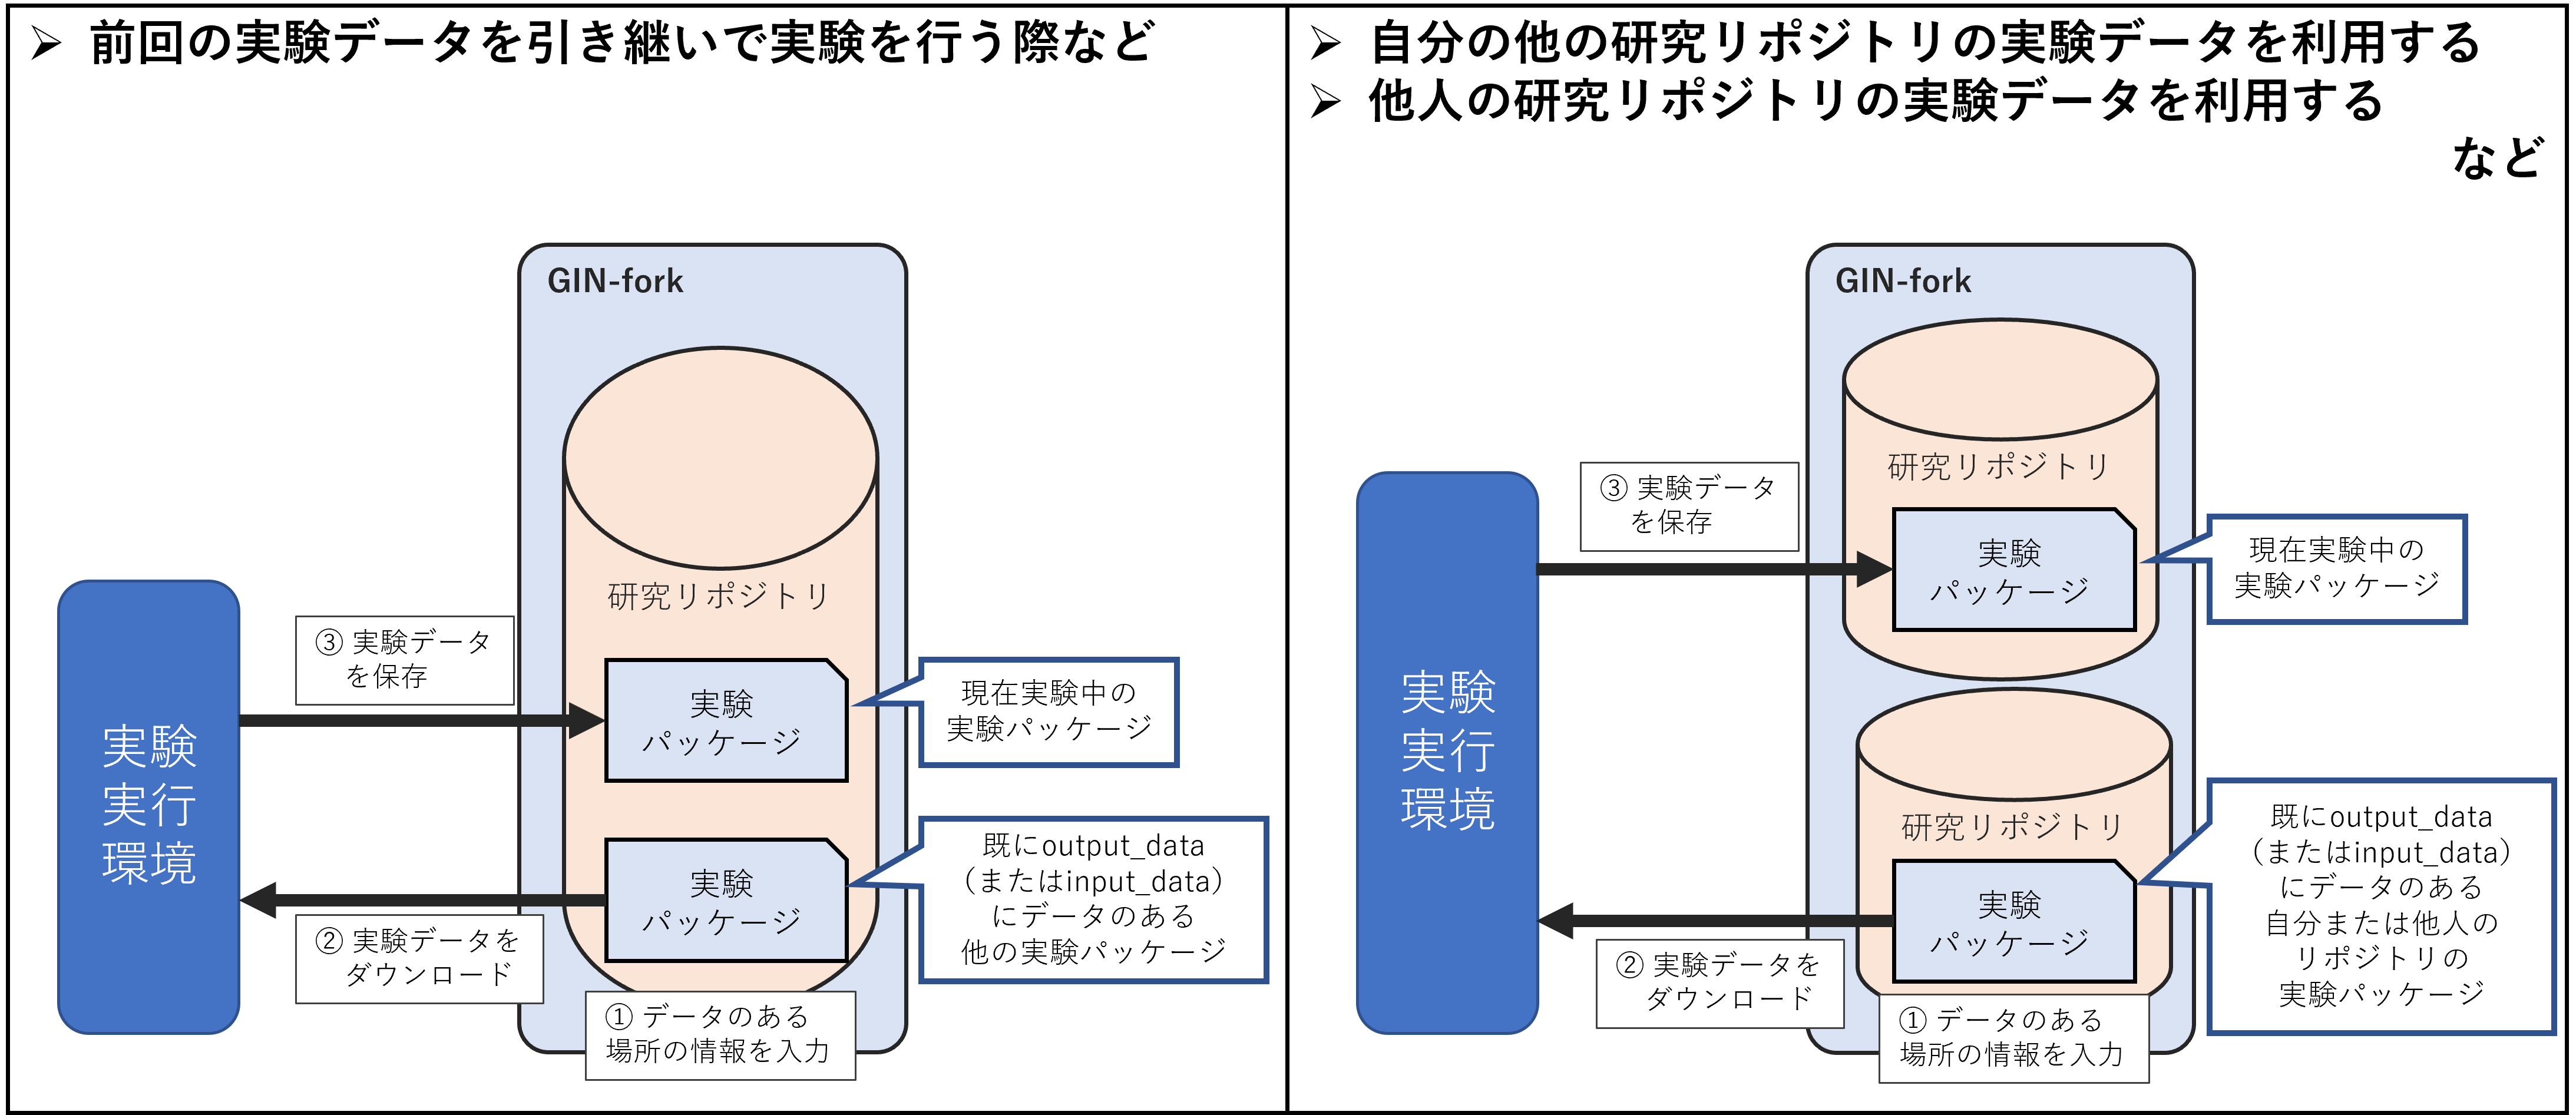 ➢ 前回の実験データを引き継いで実験を行う際など
GIN-fork
研究リポジトリ
③ 実験データ
を保存
実験
パッケージ
現在実験中の
実験パッケージ
実験
実行
環境
実験
パッケージ
既にoutput_data
（またはinput_data）
にデータのある
他の実験パッケージ
② 実験データを
ダウンロード
① データのある
場所の情報を入力
➢ 自分の他の研究リポジトリの実験データを利用する
➢ 他人の研究リポジトリの実験データを利用する
など
GIN-fork
研究リポジトリ
③ 実験データ
を保存
実験
パッケージ
現在実験中の
実験パッケージ
実験
実行
環境
研究リポジトリ
実験
パッケージ
既にoutput_data
（またはinput_data）
にデータのある
自分または他人の
リポジトリの
実験パッケージ
② 実験データを
ダウンロード
① データのある
場所の情報を入力